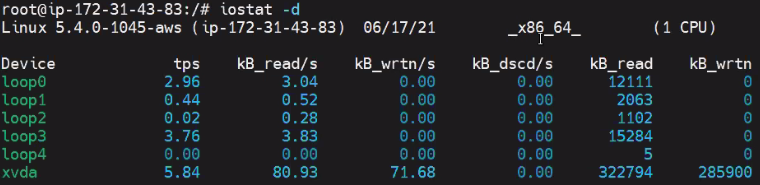 root@ip-172-31-43-83:/# iostat -d
Linux 5.4.0-1045-aws (ip-172-31-43-83) 06/17/21 _x86_64_ (1 CPU)
Device tps kB_read/s kB_wrtn/s kB_dscd/s kB_read kB_wrtn
loop0 2.96 3.04 0.00 0.00 12111 0
loop1 0.44 0.52 0.00 0.00 2063 0
loop2 0.02 0.28 0.00 0.00 1102 0
loop3 3.76 3.83 0.00 0.00 15284 0
loop4 0.00 0.00 0.00 0.00 5 0
xvda 5.84 80.93 71.68 0.00 322794 285900